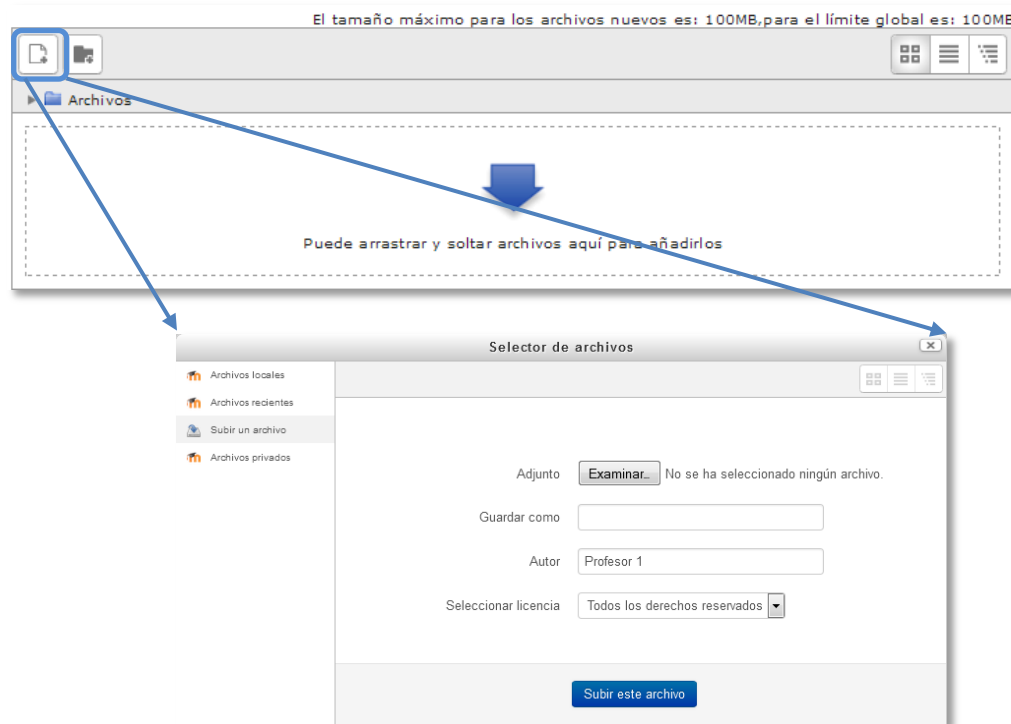 El tamaño máximo para los archivos nuevos es: 100MB,para el límite global es: 100MB
Archivos
Puede arrastrar y soltar archivos aquí para añadirlos
Selector de archivos
Archivos locales
Archivos recientes
Subir un archivo
Archivos privados
Adjunto Examinar... No se ha seleccionado ningún archivo.
Guardar como
Autor Profesor 1
Seleccionar licencia Todos los derechos reservados
Subir este archivo